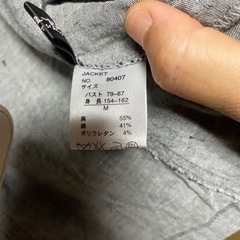 JACKET
NO. 80407
サイズ
バスト 79-87
身長 154-162
M
麻 55%
綿 41%
ポリウレタン 4%